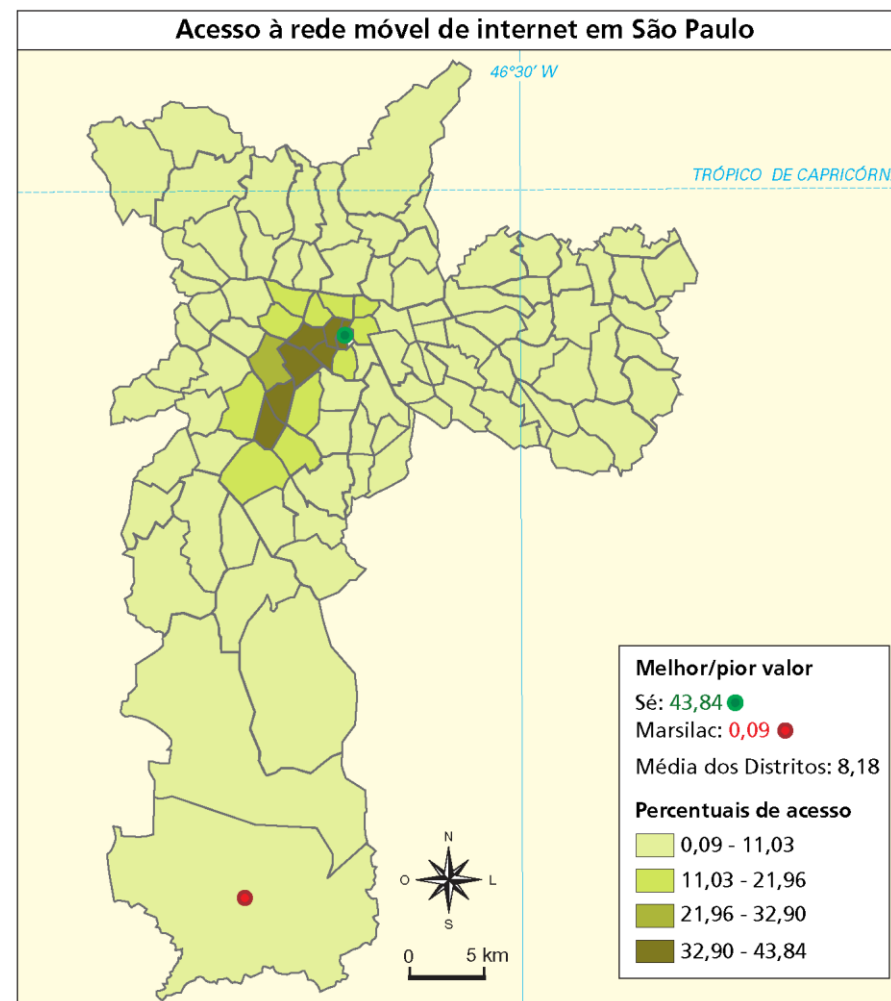 Acesso à rede móvel de internet em São Paulo
46°30' W
TRÓPICO DE CAPRICÓRN
N
O L
S
0 5 km
Melhor/pior valor
Sé: 43,84
Marsilac: 0,09
Média dos Distritos: 8,18
Percentuais de acesso
0,09 - 11,03
11,03 - 21,96
21,96 - 32,90
32,90 - 43,84